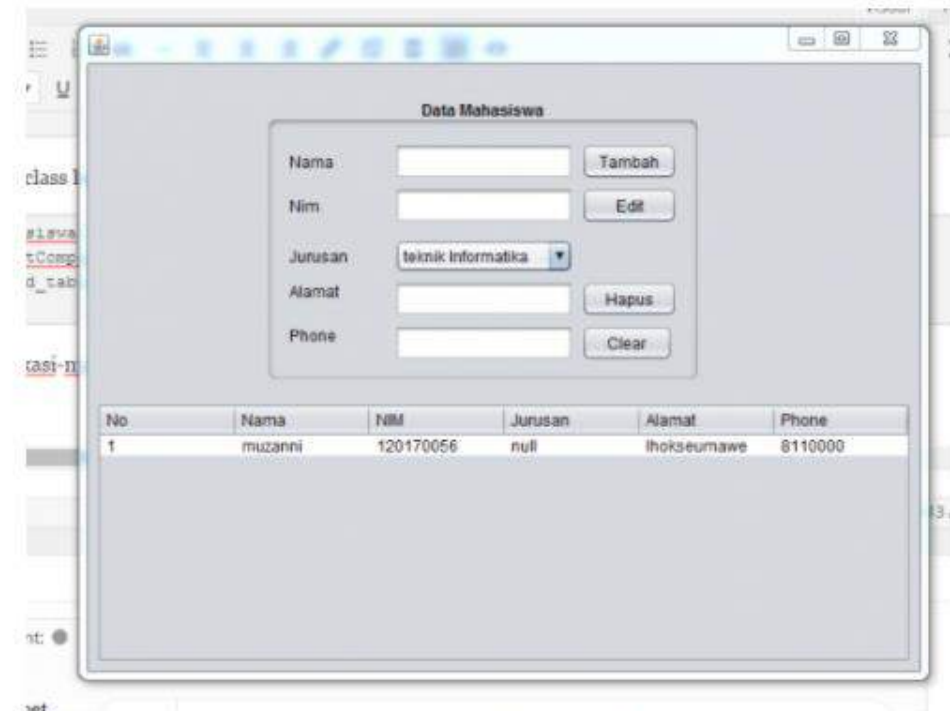 U
class
Data Mahasiswa
Nama Tambah
Nim Edit
Jurusan teknik Informatika
Alamat Hapus
Phone Clear
No Nama NIM Jurusan Alamat Phone
1 muzanni 120170056 null lhokseumawe 8110000